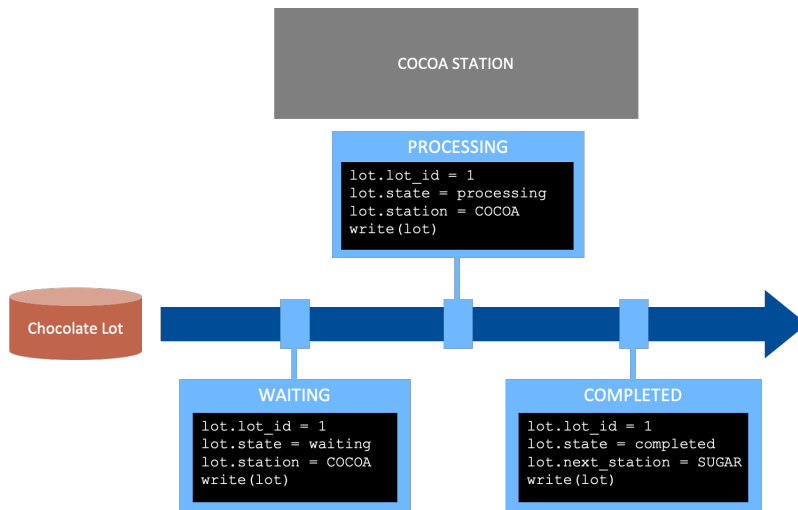 COCOA STATION
PROCESSING
lot.lot_id = 1
lot.state = processing
lot.station = COCOA
write(lot)
Chocolate Lot
WAITING
lot.lot_id = 1
lot.state = waiting
lot.station = COCOA
write(lot)
COMPLETED
lot.lot_id = 1
lot.state = completed
lot.next_station = SUGAR
write(lot)